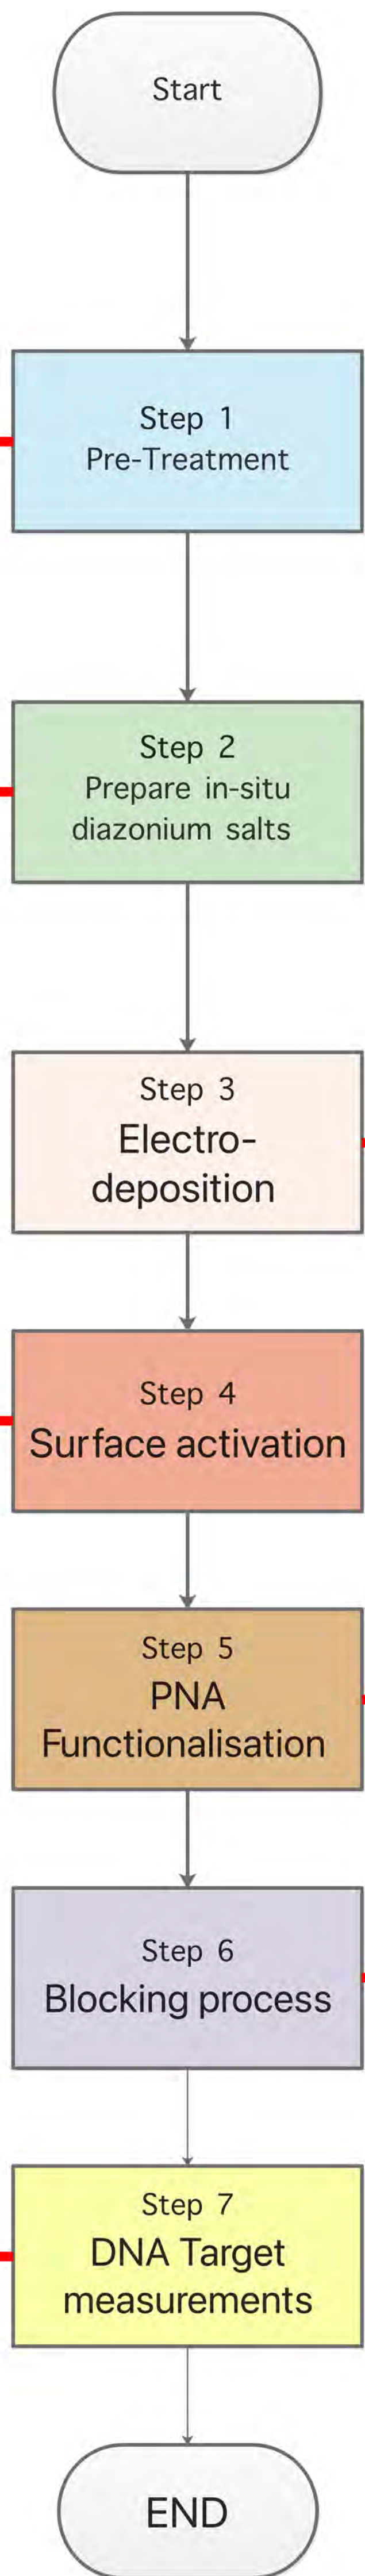 Start
Step 1
Pre-Treatment
Step 2
Prepare in-situ
diazonium salts
Step 3
Electro-
deposition
Step 4
Surface activation
Step 5
PNA
Functionalisation
Step 6
Blocking process
Step 7
DNA Target
measurements
END